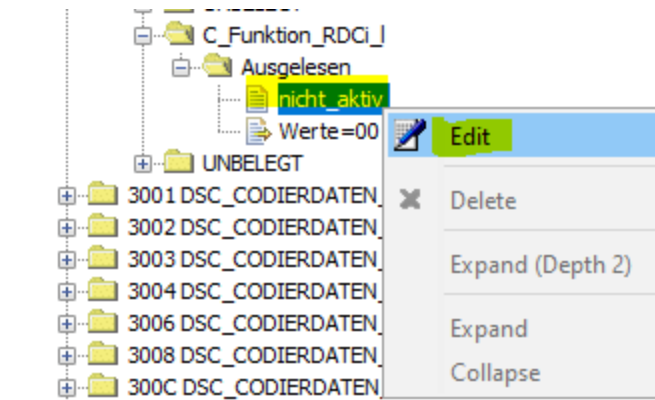 C_Funktion_RDCi_l
Ausgelesen
nicht_aktiv
Werte=00
Edit
UNBELEGT
3001 DSC_CODIERDATEN_
Delete
3002 DSC_CODIERDATEN_
3003 DSC_CODIERDATEN_
Expand (Depth 2)
3004 DSC_CODIERDATEN_
3006 DSC_CODIERDATEN_
Expand
3008 DSC_CODIERDATEN_
Collapse
300C DSC_CODIERDATEN_